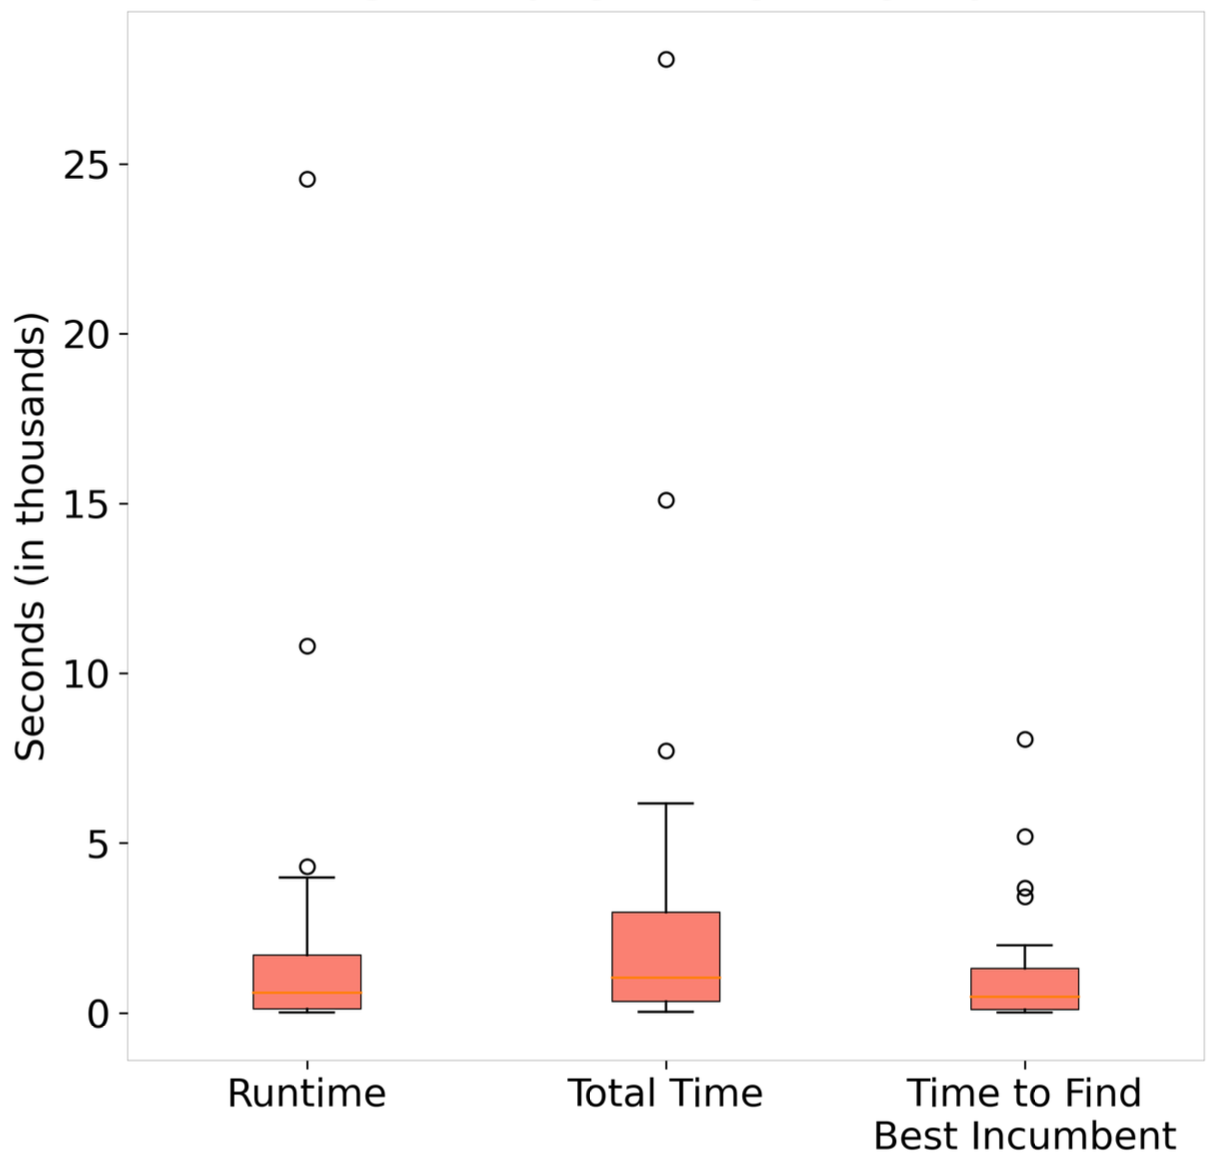 Seconds (in thousands)
25
20
15
10
5
0
Runtime
Total Time
Time to Find
Best Incumbent